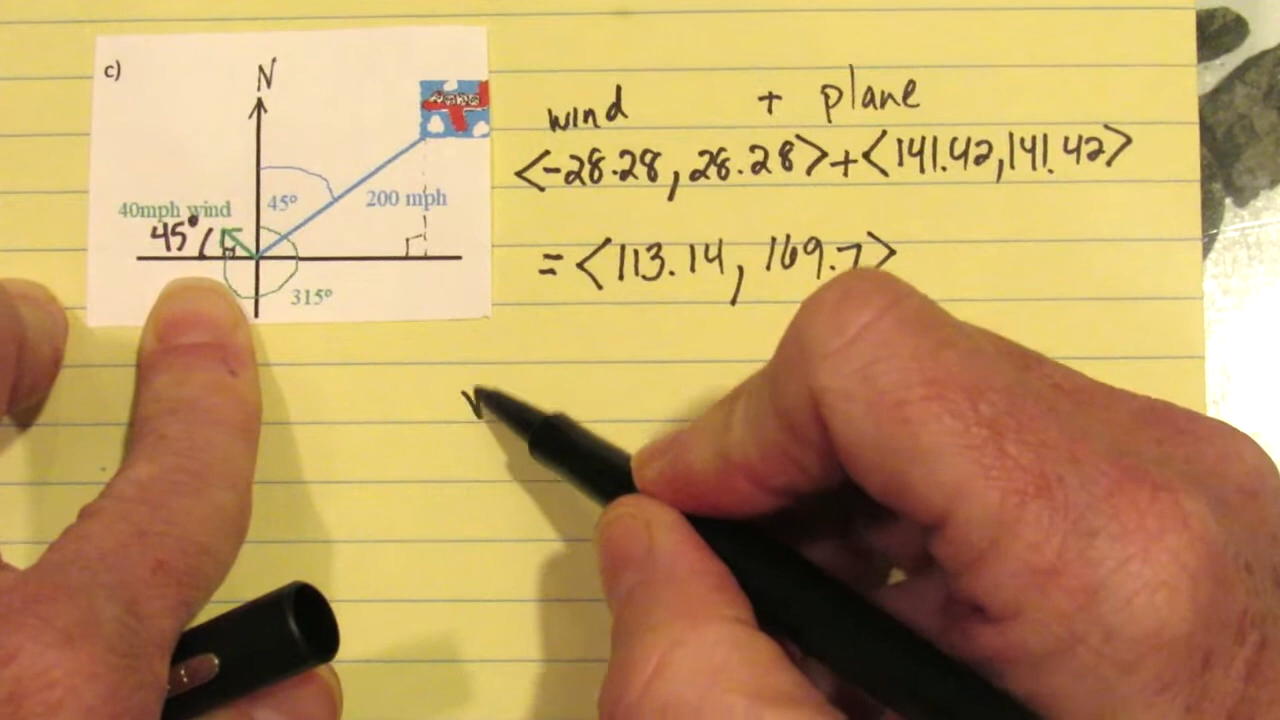 c)
N
wind + plane
<-28.28, 28.28>+<141.42,141.42>
45° 200 mph
40mph wind
45°
= <113.14, 169.7>
315°